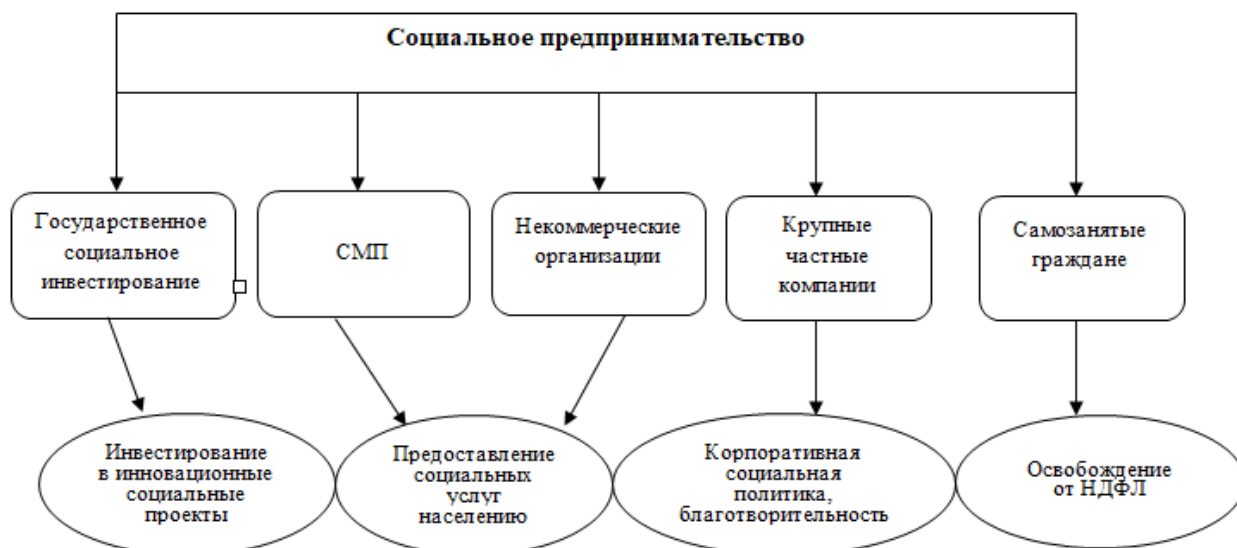 Социальное предпринимательство
Государственное
социальное
инвестирование
СМП
Некоммерческие
организации
Крупные
частные
компании
Самозанятые
граждане
Инвестирование
в инновационные
социальные
проекты
Предоставление
социальных
услуг
населению
Корпоративная
социальная
политика,
благотворительность
Освобождение
от НДФЛ